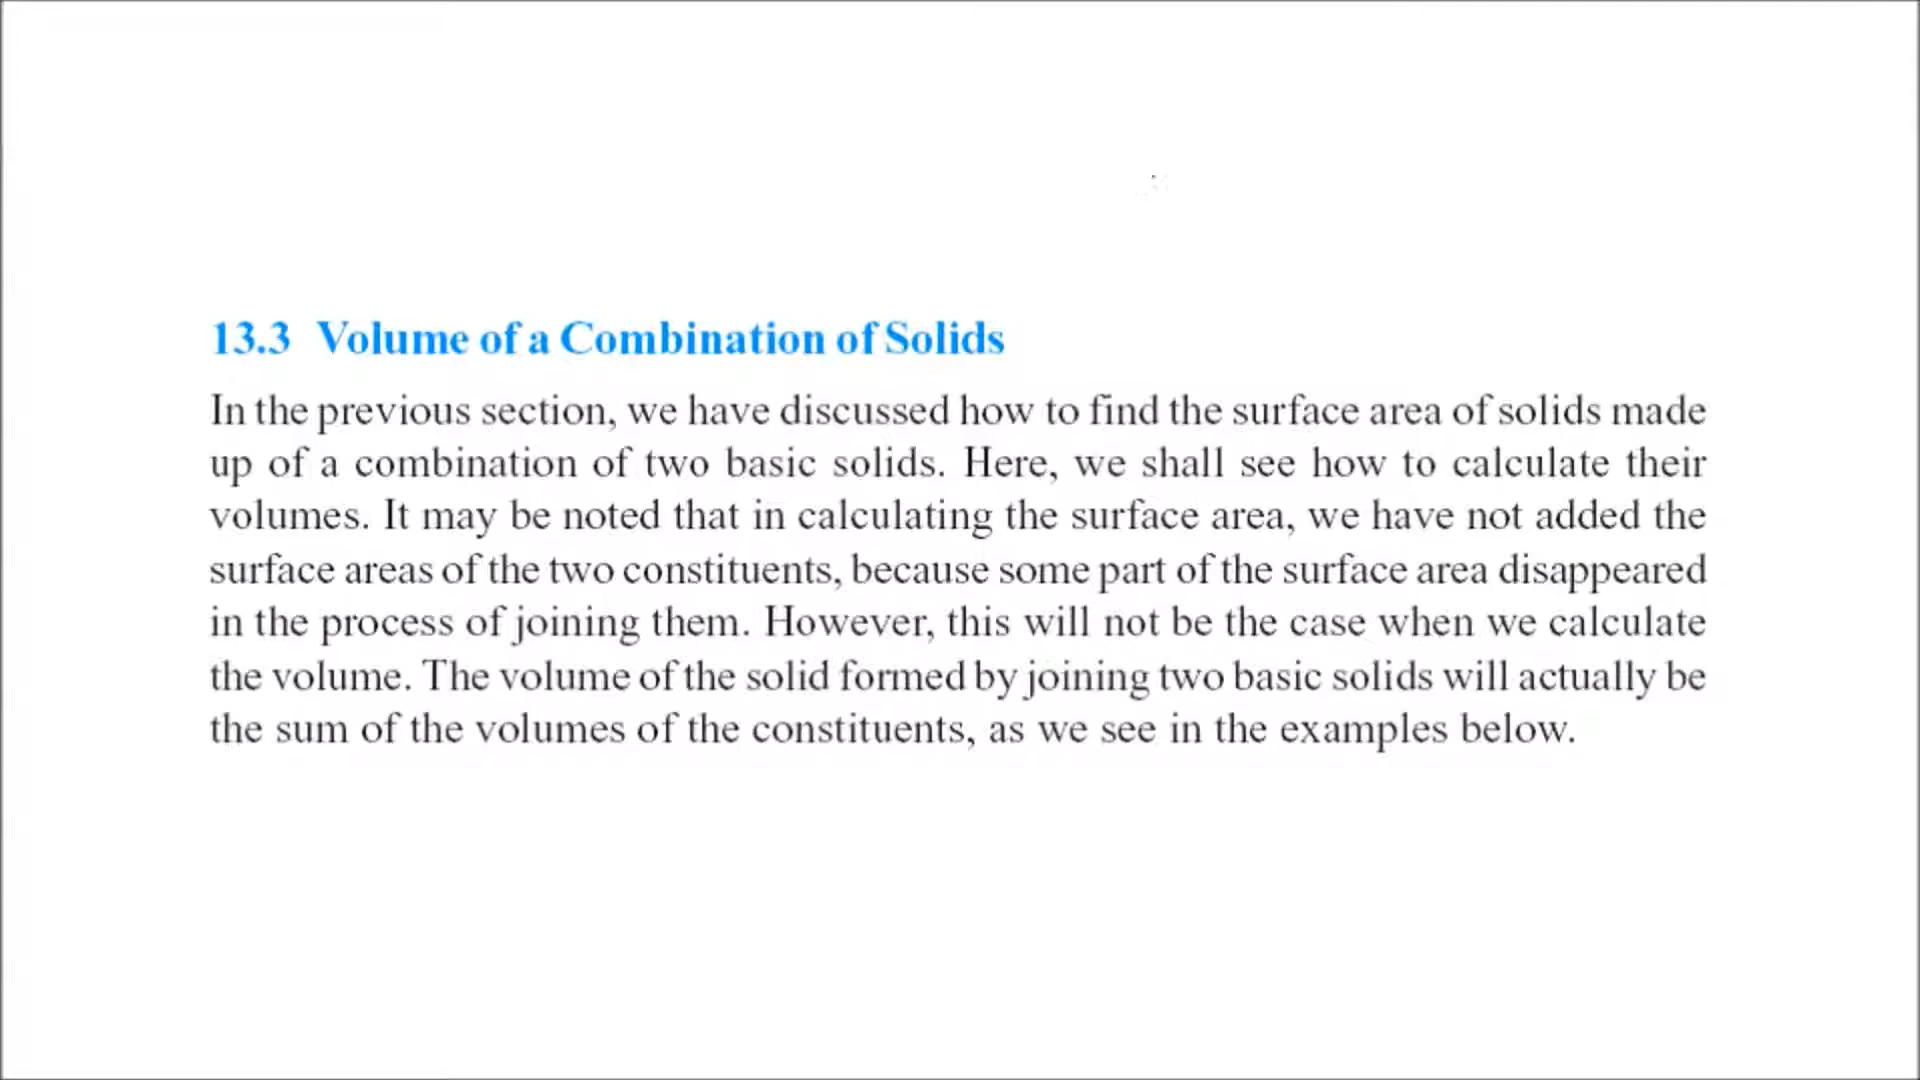 13.3 Volume of a Combination of Solids
In the previous section, we have discussed how to find the surface area of solids made
up of a combination of two basic solids. Here, we shall see how to calculate their
volumes. It may be noted that in calculating the surface area, we have not added the
surface areas of the two constituents, because some part of the surface area disappeared
in the process of joining them. However, this will not be the case when we calculate
the volume. The volume of the solid formed by joining two basic solids will actually be
the sum of the volumes of the constituents, as we see in the examples below.